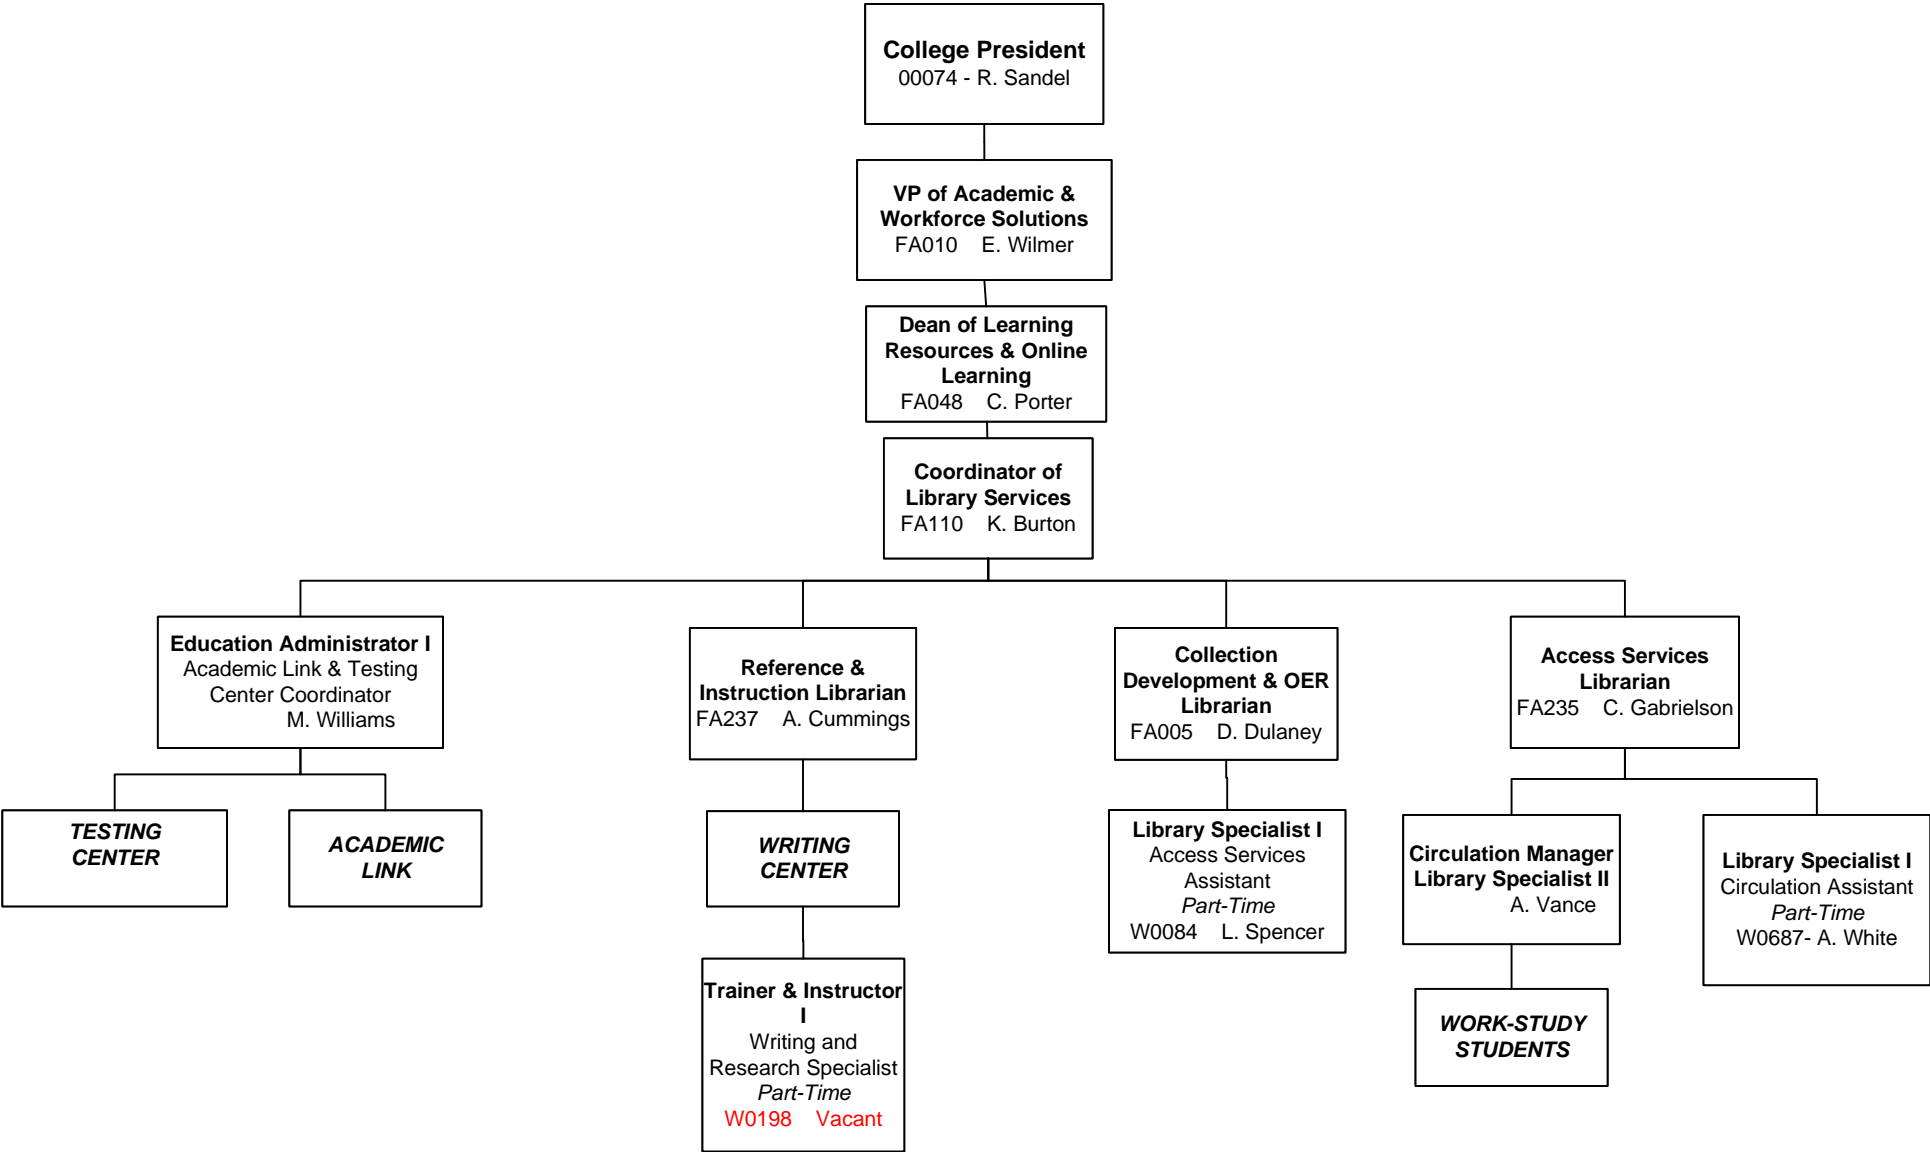 College President
00074 - R. Sandel
VP of Academic &
Workforce Solutions
FA010 E. Wilmer
Dean of Learning
Resources & Online
Learning
FA048 C. Porter
Coordinator of
Library Services
FA110 K. Burton
Education Administrator I
Academic Link & Testing
Center Coordinator
M. Williams
Reference &
Instruction Librarian
FA237 A. Cummings
Collection
Development & OER
Librarian
FA005 D. Dulaney
Access Services
Librarian
FA235 C. Gabrielson
TESTING
CENTER
ACADEMIC
LINK
WRITING
CENTER
Library Specialist I
Access Services
Assistant
Part-Time
W0084 L. Spencer
Circulation Manager
Library Specialist II
A. Vance
Library Specialist I
Circulation Assistant
Part-Time
W0687- A. White
Trainer & Instructor
I
Writing and
Research Specialist
Part-Time
W0198 Vacant
WORK-STUDY
STUDENTS